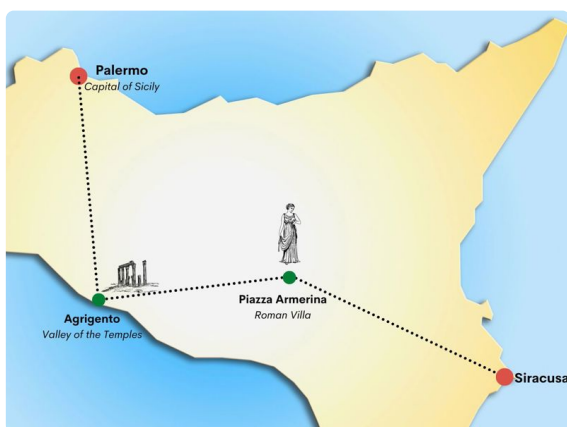 Palermo
Capital of Sicily
Piazza Armerina
Roman Villa
Agrigento
Valley of the Temples
Siracusa